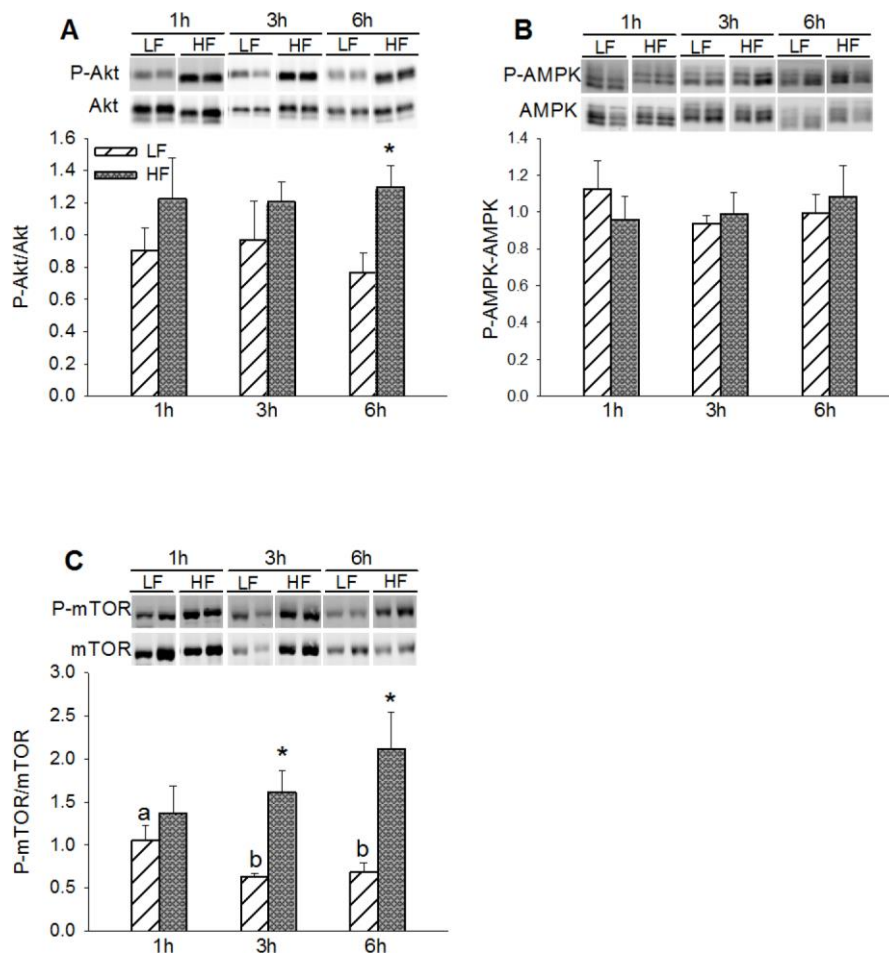 A
1h 3h 6h
LF HF LF HF LF HF
P-Akt
Akt
1.6
1.4
1.2
1.0
0.8
0.6
0.4
0.2
0.0
P-Akt/Akt
LF
HF
*
1h 3h 6h
B
1h 3h 6h
LF HF LF HF LF HF
P-AMPK
AMPK
1.4
1.2
1.0
0.8
0.6
0.4
0.2
0.0
P-AMPK-AMPK
1h 3h 6h
C
1h 3h 6h
LF HF LF HF LF HF
P-mTOR
mTOR
3.0
2.5
2.0
1.5
1.0
0.5
0.0
P-mTOR/mTOR
a b * b *
1h 3h 6h